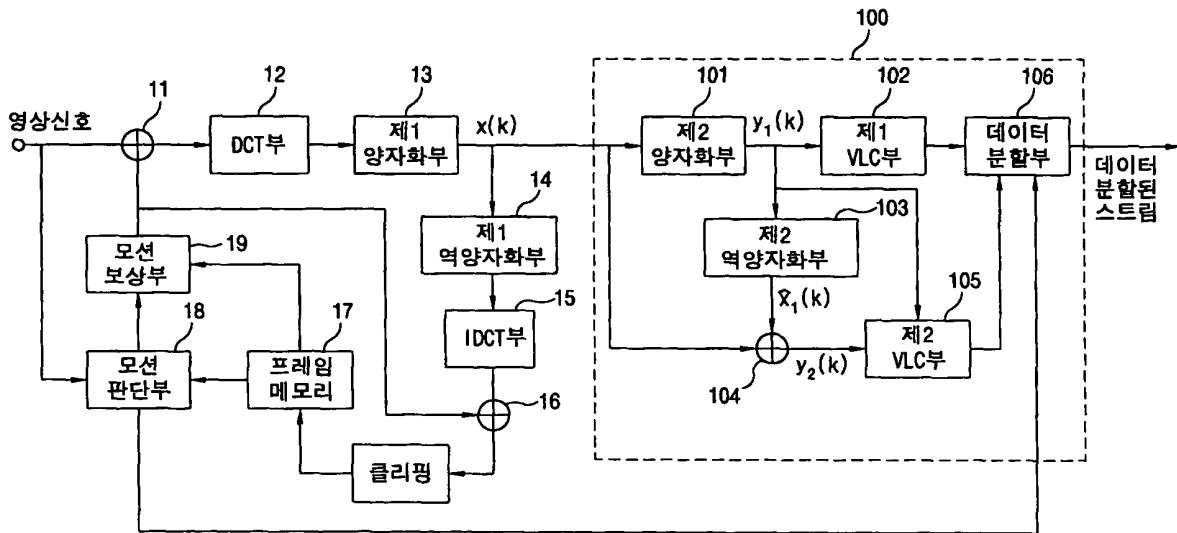 100
영상신호
11
12
DCT부
13
제1
양자화부
x(k)
101
제2
양자화부
y₁(k)
102
제1
VLC부
106
데이터
분할부
데이터
분할된
스트림
14
제1
역양자화부
103
제2
역양자화부
x̂₁(k)
19
모션
보상부
15
IDCT부
105
제2
VLC부
104
y₂(k)
18
모션
판단부
17
프레임
메모리
16
클리핑